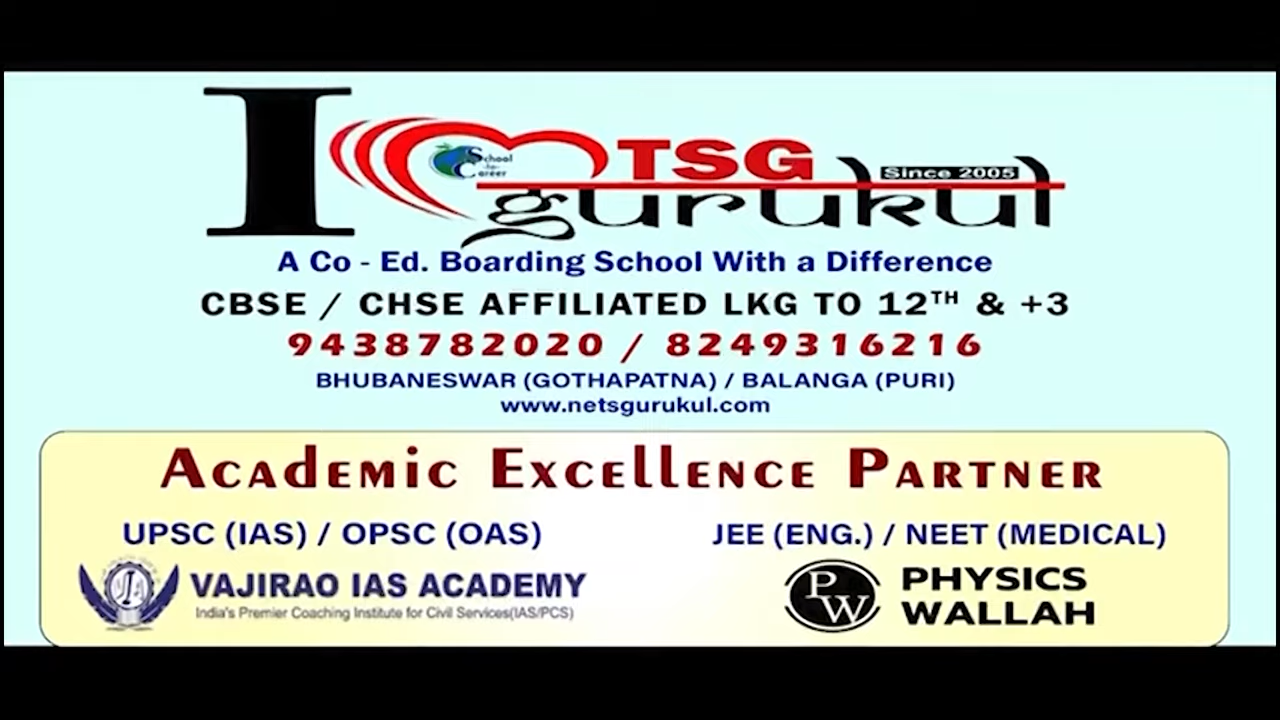 I TSG gurukul
Since 2005
School
-to-
Career
A Co - Ed. Boarding School With a Difference
CBSE / CHSE AFFILIATED LKG TO 12TH & +3
9438782020 / 8249316216
BHUBANESWAR (GOTHAPATNA) / BALANGA (PURI)
www.netsgurukul.com
Academic Excellence Partner
UPSC (IAS) / OPSC (OAS)
VAJIRAO IAS ACADEMY
India's Premier Coaching Institute for Civil Services(IAS/PCS)
JEE (ENG.) / NEET (MEDICAL)
PW
PHYSICS
WALLAH